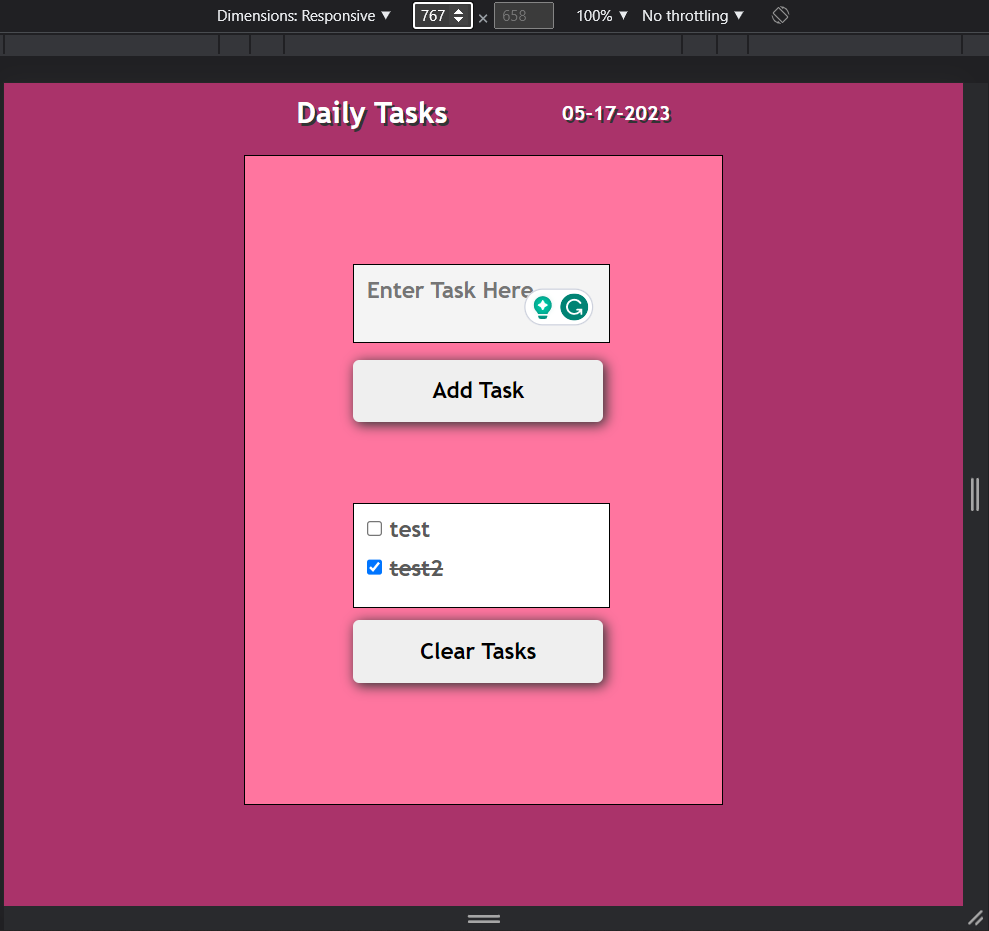 Dimensions: Responsive ▼ 767 × 658 100% ▼ No throttling ▼
Daily Tasks 05-17-2023
Enter Task Here
Add Task
test
test2
Clear Tasks